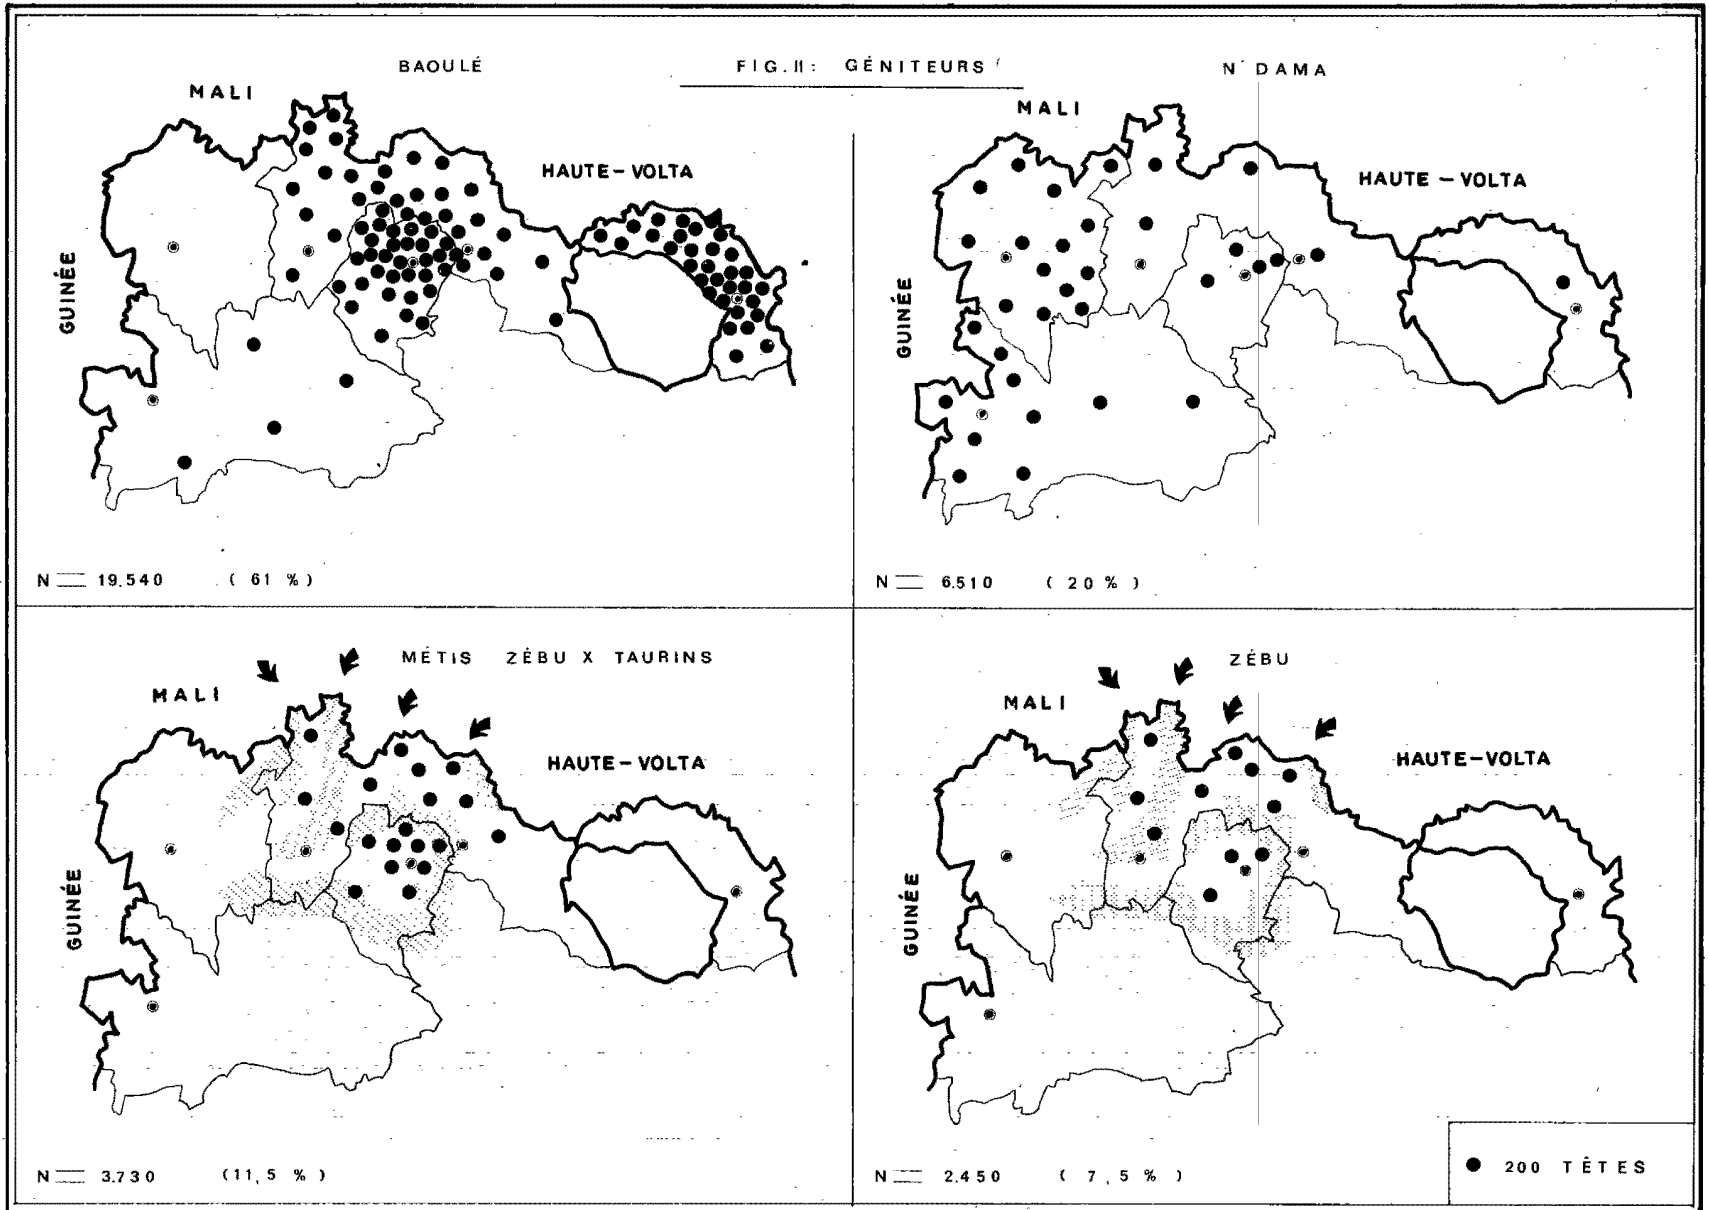 FIG.II: GÉNITEURS
BAOULÉ
MALI
HAUTE-VOLTA
GUINÉE
N = 19.540 (61 %)
N'DAMA
MALI
HAUTE-VOLTA
GUINÉE
N = 6.510 (20 %)
MÉTIS ZÉBU X TAURINS
MALI
HAUTE-VOLTA
GUINÉE
N = 3.730 (11,5 %)
ZÉBU
MALI
HAUTE-VOLTA
GUINÉE
N = 2.450 (7,5 %)
200 TÊTES